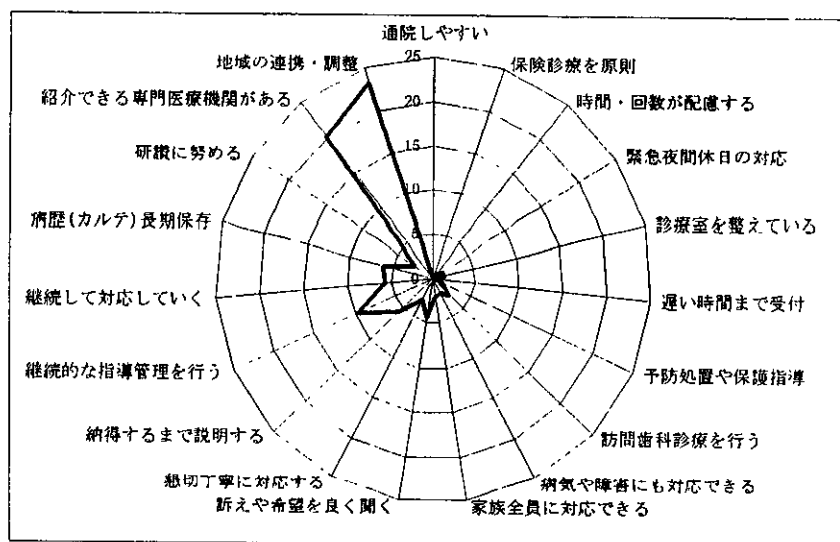 通院しやすい
保険診療を原則
時間・回数が配慮する
緊急夜間休日の対応
診療室を整えている
遅い時間まで受付
予防処置や保護指導
訪問歯科診療を行う
病気や障害にも対応できる
家族全員に対応できる
訴えや希望を良く聞く
懇切丁寧に対応する
納得するまで説明する
継続的な指導管理を行う
継続して対応していく
病歴(カルテ)長期保存
研鑽に努める
紹介できる専門医療機関がある
地域の連携・調整
25
20
15
10
5
0